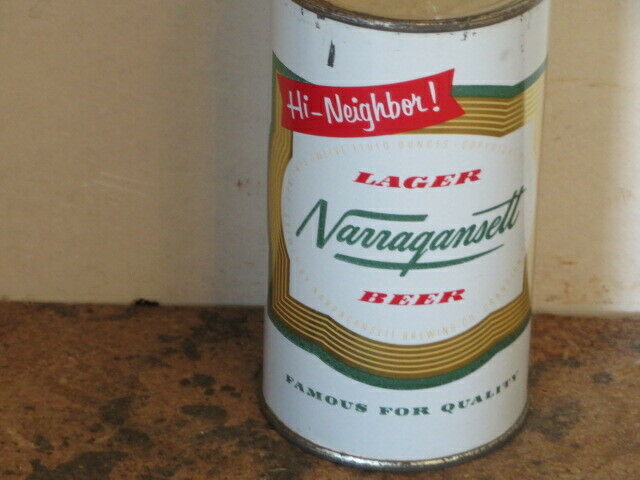 Hi-Neighbor!
LAGER
Narragansett
BEER
FAMOUS FOR QUALITY